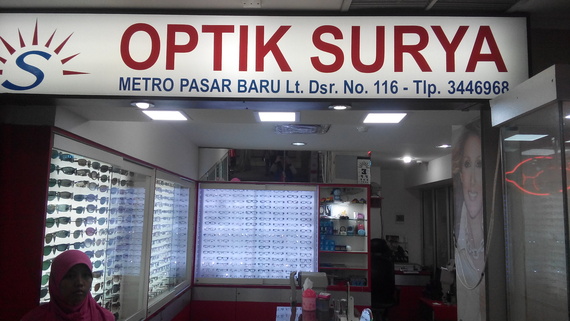 S
OPTIK SURYA
METRO PASAR BARU Lt. Dsr. No. 116 - Tlp. 3446968